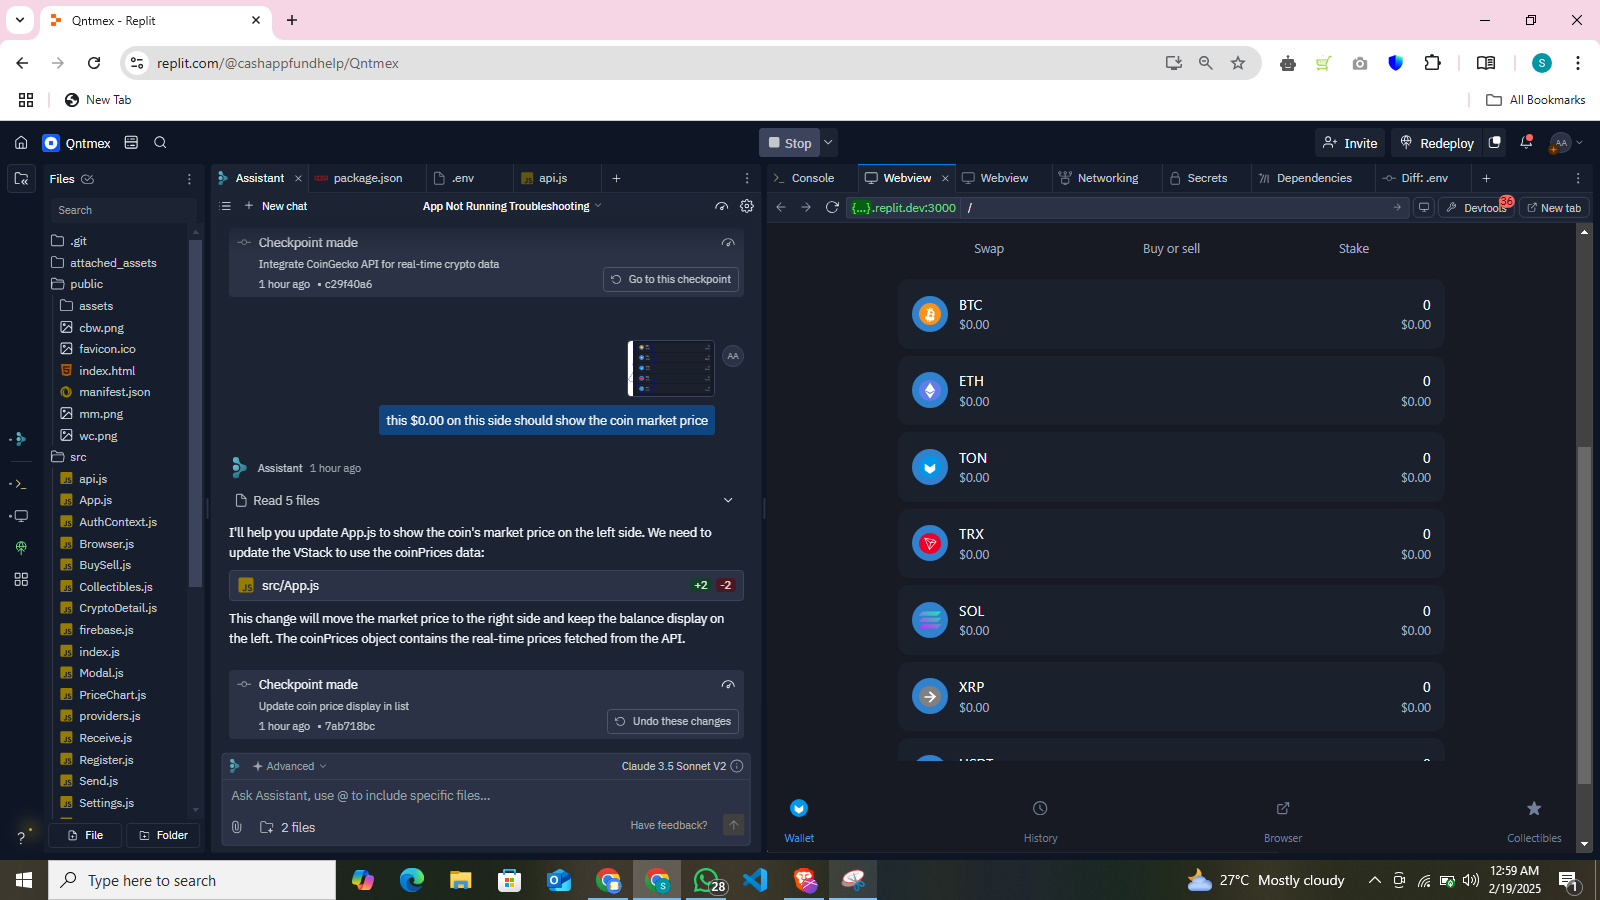 Qntmex - Replit
replit.com/@cashappfundhelp/Qntmex
S
New Tab
All Bookmarks
Qntmex
Stop
Invite
Redeploy
AA
Files
Search
.git
attached_assets
public
assets
cbw.png
favicon.ico
index.html
manifest.json
mm.png
wc.png
src
api.js
App.js
AuthContext.js
Browser.js
BuySell.js
Collectibles.js
CryptoDetail.js
firebase.js
index.js
Modal.js
PriceChart.js
providers.js
Receive.js
Register.js
Send.js
Settings.js
File
Folder
Assistant
package.json
.env
api.js
New chat
App Not Running Troubleshooting
Checkpoint made
Integrate CoinGecko API for real-time crypto data
1 hour ago • c29f40a6
Go to this checkpoint
AA
this $0.00 on this side should show the coin market price
Assistant 1 hour ago
Read 5 files
I'll help you update App.js to show the coin's market price on the left side. We need to
update the VStack to use the coinPrices data:
JS src/App.js +2 -2
This change will move the market price to the right side and keep the balance display on
the left. The coinPrices object contains the real-time prices fetched from the API.
Checkpoint made
Update coin price display in list
1 hour ago • 7ab718bc
Undo these changes
Advanced
Claude 3.5 Sonnet V2
Ask Assistant, use @ to include specific files...
2 files
Have feedback?
Console
Webview
Webview
Networking
Secrets
Dependencies
Diff: .env
{...}.replit.dev:3000 /
Devtools
36
New tab
Swap
Buy or sell
Stake
BTC 0
$0.00 $0.00
ETH 0
$0.00 $0.00
TON 0
$0.00 $0.00
TRX 0
$0.00 $0.00
SOL 0
$0.00 $0.00
XRP 0
$0.00 $0.00
Wallet
History
Browser
Collectibles
Type here to search
S
28
27°C Mostly cloudy
12:59 AM
2/19/2025
1